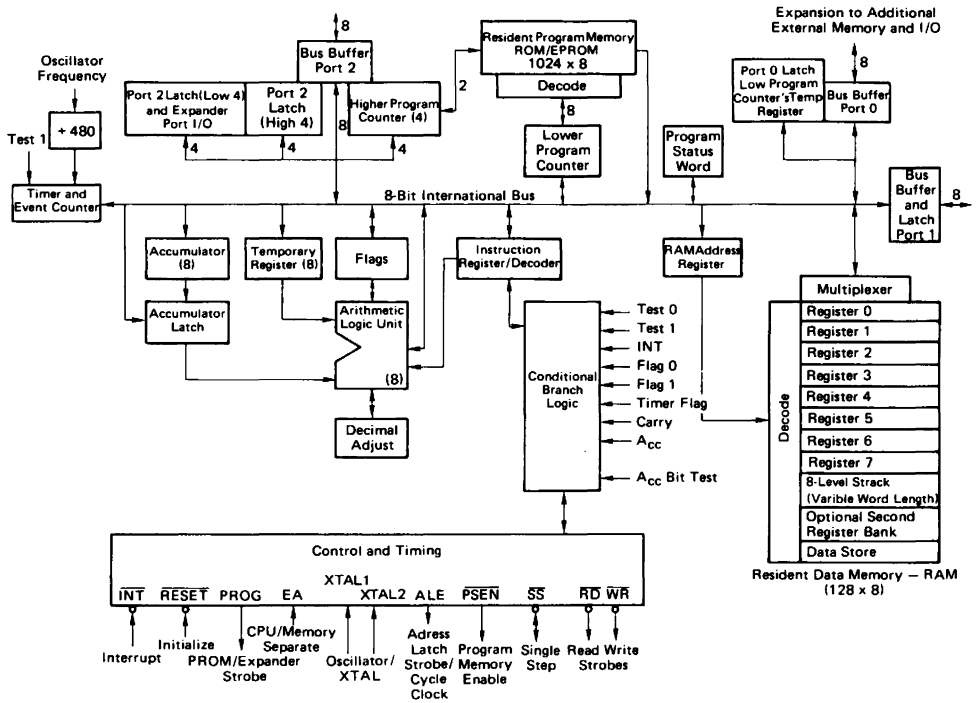 Expansion to Additional
External Memory and I/O
Oscillator
Frequency
8
Bus Buffer
Port 2
Resident Program Memory
ROM/EPROM
1024 x 8
Decode
2
8
Port 2 Latch (Low 4)
and Expander
Port I/O
Port 2
Latch
(High 4)
8
Higher Program
Counter (4)
4
4
4
Lower
Program
Counter
Program
Status
Word
Port 0 Latch
Low Program
Counter'sTemp
Register
Bus Buffer
Port 0
8
Test 1
÷ 480
Timer and
Event Counter
8-Bit International Bus
Bus
Buffer
and
Latch
Port 1
8
Accumulator
(8)
Temporary
Register (8)
Flags
Instruction
Register/Decoder
RAMAddress
Register
Accumulator
Latch
Arithmetic
Logic Unit
(8)
Decimal
Adjust
Conditional
Branch
Logic
Test 0
Test 1
INT
Flag 0
Flag 1
Timer Flag
Carry
ACC
ACC Bit Test
Multiplexer
Decode
Register 0
Register 1
Register 2
Register 3
Register 4
Register 5
Register 6
Register 7
8-Level Strack
(Varible Word Length)
Optional Second
Register Bank
Data Store
Resident Data Memory — RAM
(128 x 8)
Control and Timing
XTAL1
INT RESET PROG EA XTAL2 ALE PSEN SS RD WR
Interrupt
Initialize
PROM/Expander
Strobe
CPU/Memory
Separate
Oscillator/
XTAL
Adress
Latch
Strobe/
Cycle
Clock
Program
Memory
Enable
Single
Step
Read Write
Strobes